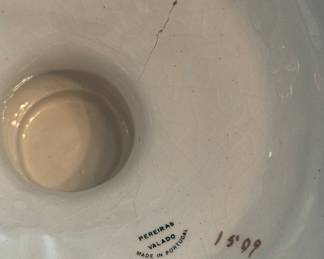 PEREIRAS
VALADO
MADE IN PORTUGAL
1509